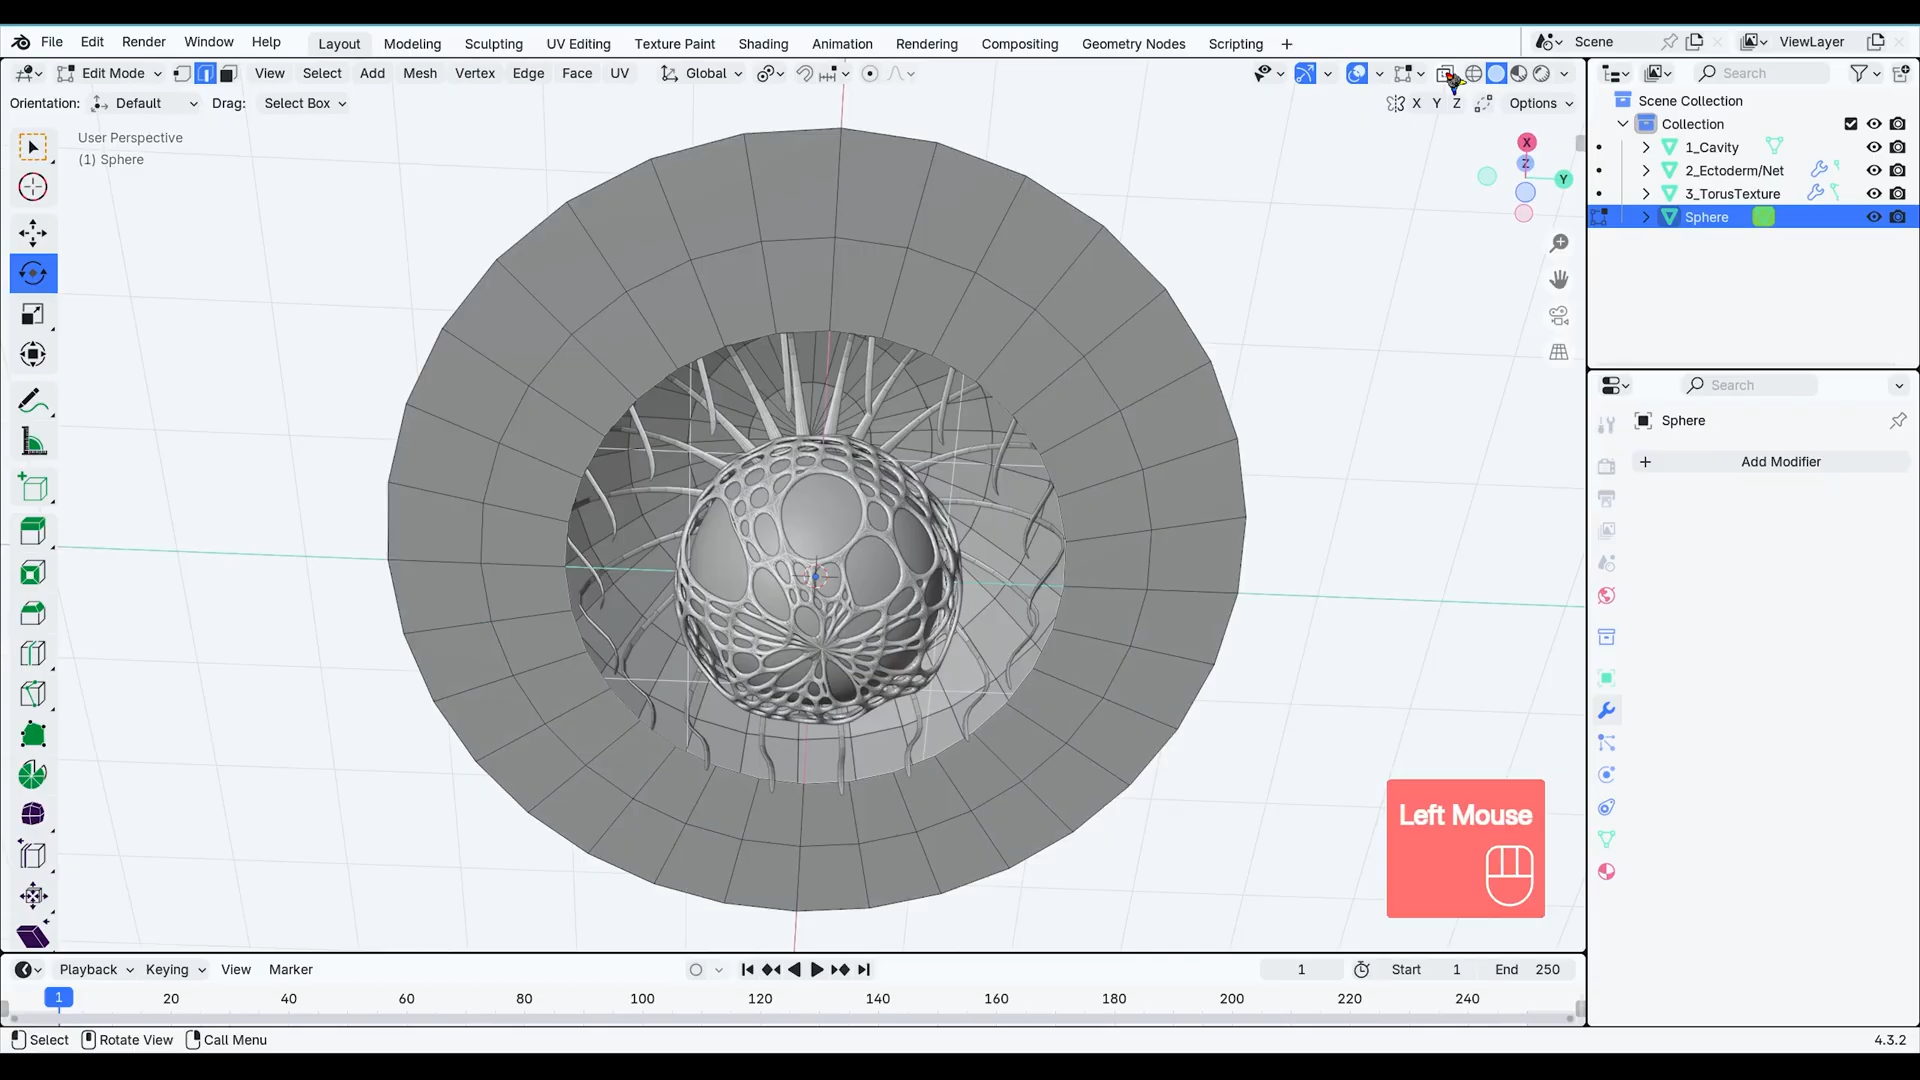 File Edit Render Window Help Layout Modeling Sculpting UV Editing Texture Paint Shading Animation Rendering Compositing Geometry Nodes Scripting + Scene ViewLayer
Edit Mode View Select Add Mesh Vertex Edge Face UV Global Search
Orientation: Default Drag: Select Box X Y Z Options Scene Collection
Collection
User Perspective
(1) Sphere
X
Z
Y
1_Cavity
2_Ectoderm/Net
3_TorusTexture
Sphere
Search
Sphere
+ Add Modifier
Left Mouse
Playback Keying View Marker 1 Start 1 End 250
1 20 40 60 80 100 120 140 160 180 200 220 240
Select Rotate View Call Menu 4.3.2